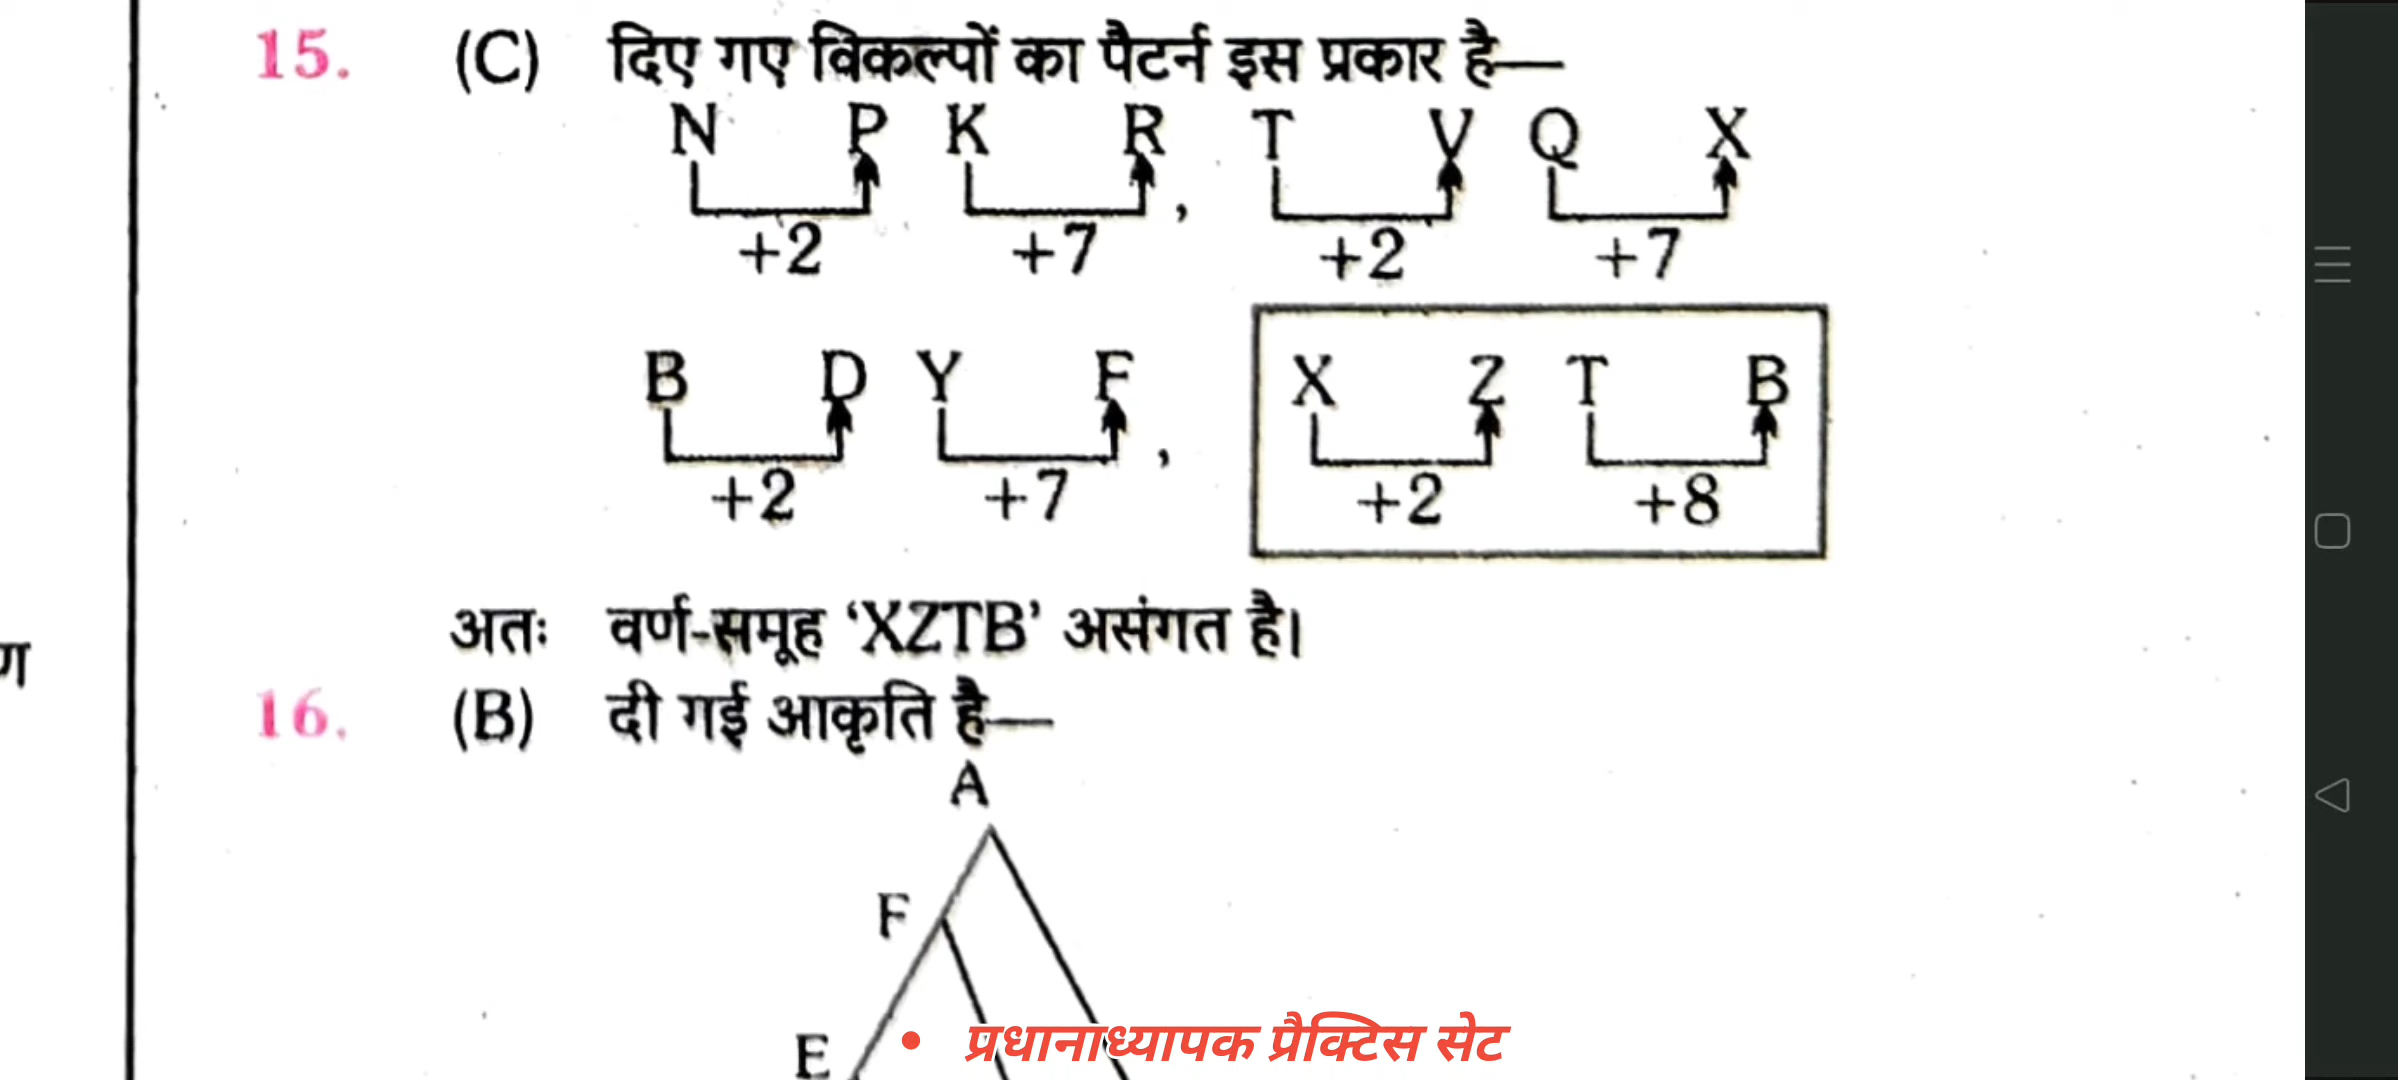 15. (C) दिए गए विकल्पों का पैटर्न इस प्रकार है—
N P K R , T V Q X
+2 +7 +2 +7
B D Y F , X Z T B
+2 +7 +2 +8
अतः वर्ण-समूह ‘XZTB’ असंगत है।
ण
16. (B) दी गई आकृति है—
A
F
E
• प्रधानाध्यापक प्रैक्टिस सेट